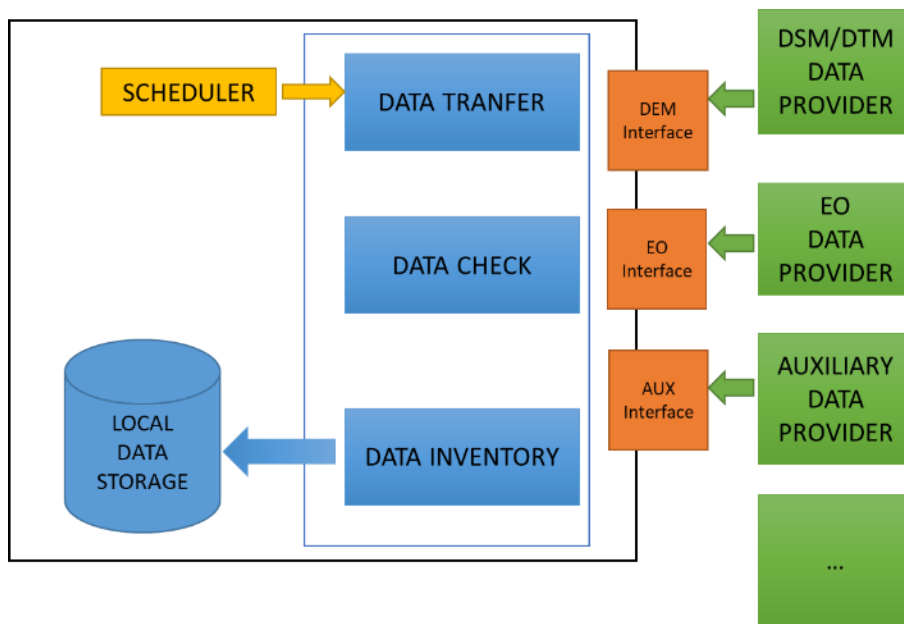 SCHEDULER
DATA TRANFER
DATA CHECK
DATA INVENTORY
LOCAL
DATA
STORAGE
DEM
Interface
EO
Interface
AUX
Interface
DSM/DTM
DATA
PROVIDER
EO
DATA
PROVIDER
AUXILIARY
DATA
PROVIDER
...